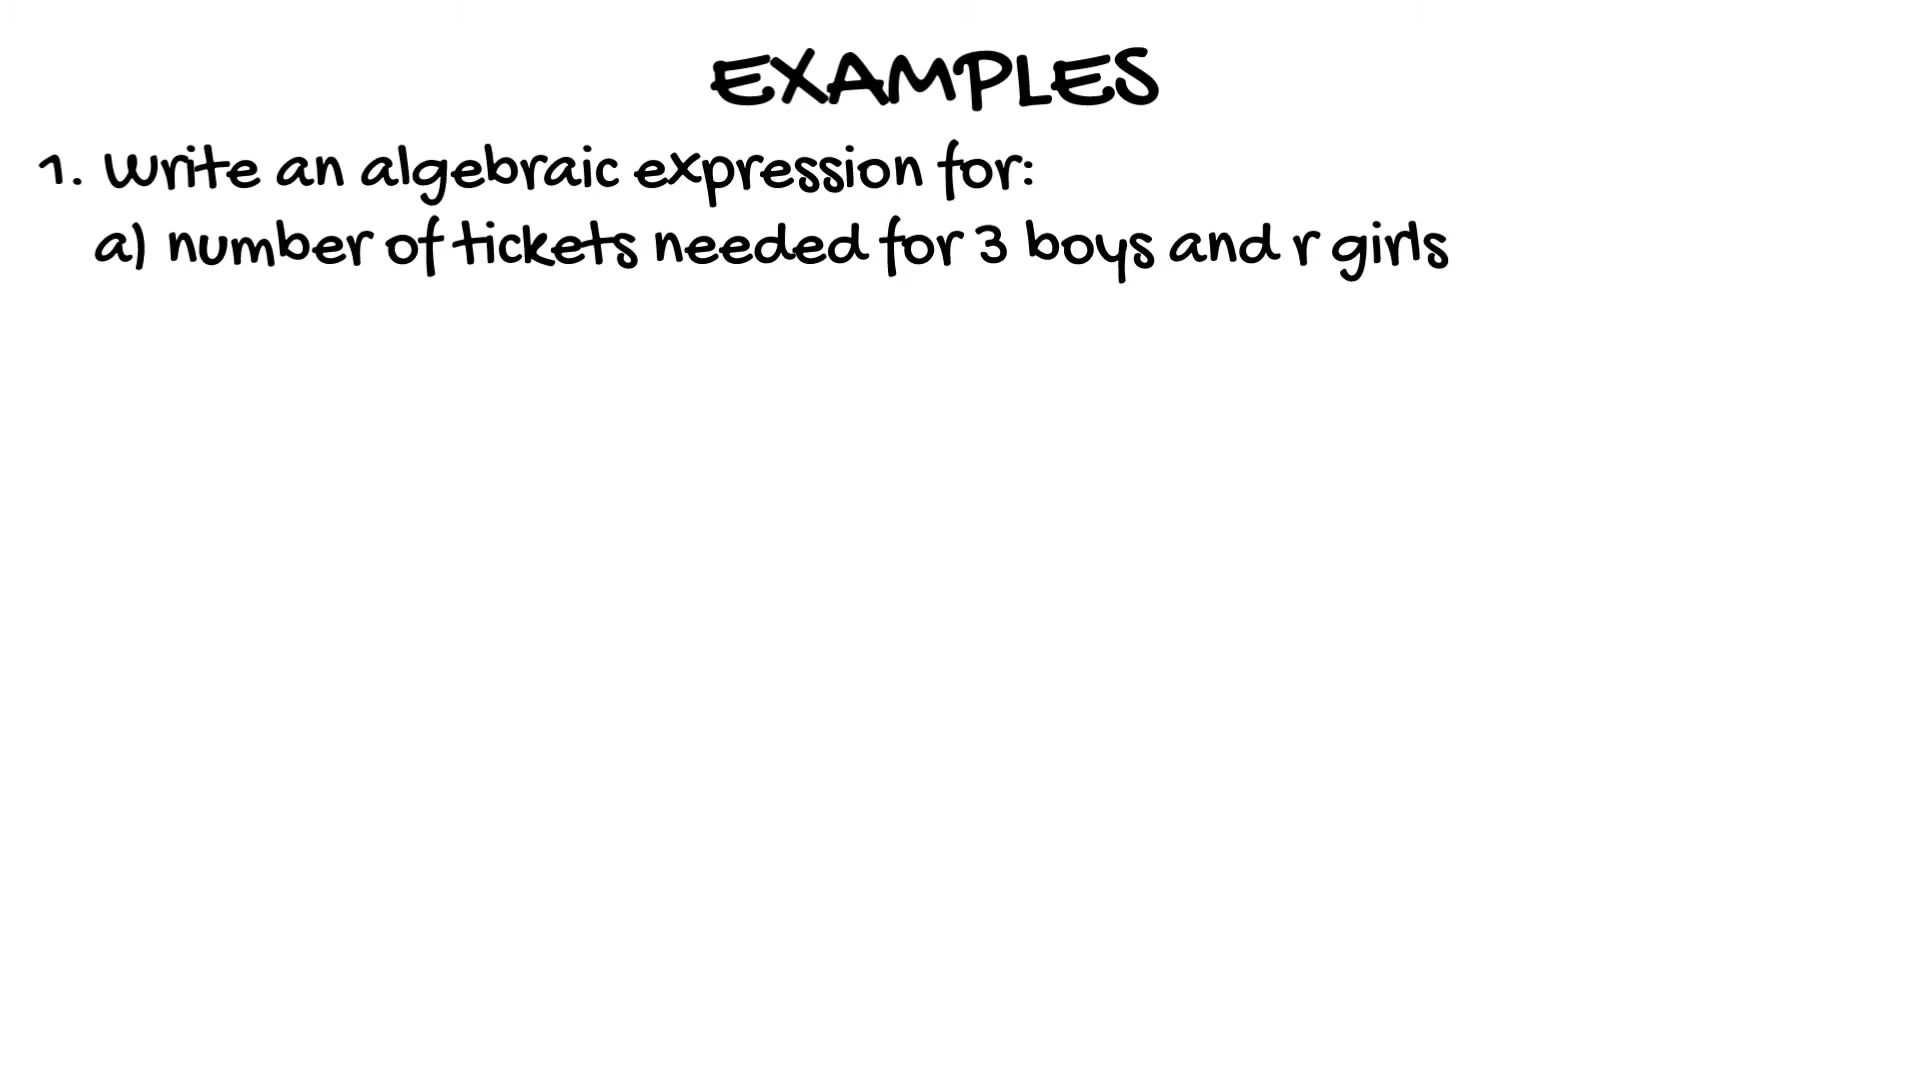 EXAMPLES
1. Write an algebraic expression for:
a) number of tickets needed for 3 boys and r girls